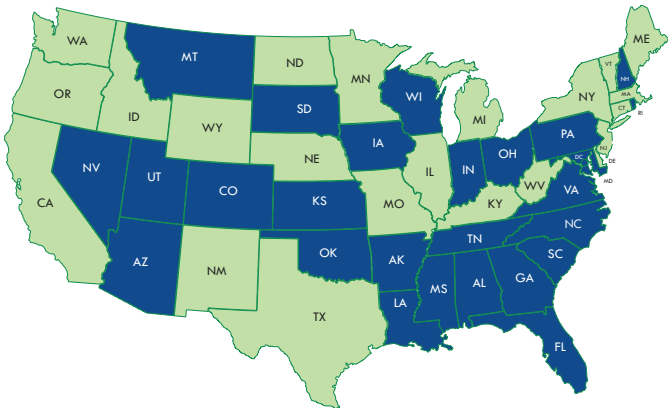 WA
MT
ND
MN
ME
VT
NH
OR
ID
SD
WI
MI
NY
MA
CT
RI
WY
IA
PA
NJ
NV
NE
IL
IN
OH
DC
DE
MD
UT
CO
KS
MO
WV
VA
KY
CA
NC
TN
AZ
NM
OK
AK
SC
MS
AL
GA
LA
TX
FL